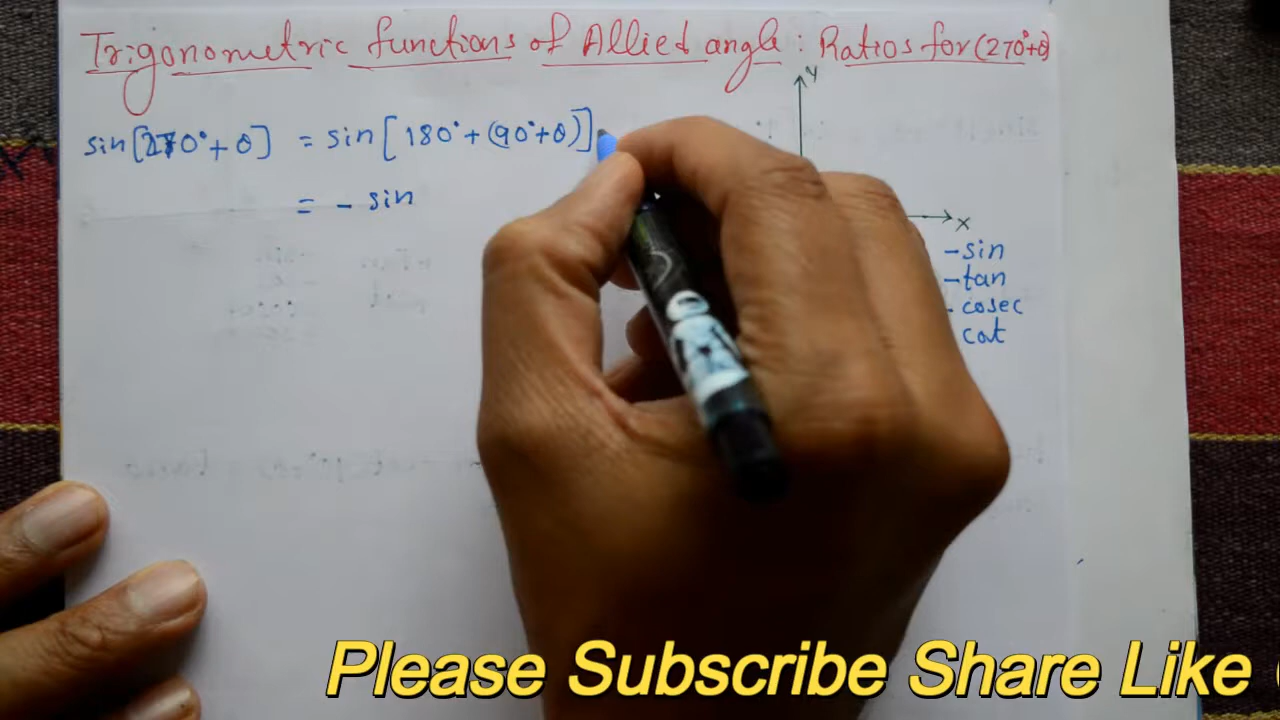 Trigonometric functions of Allied angle : Ratios for (270°+θ)
sin[270°+θ] = sin[180°+(90°+θ)]
= - sin
Y
X
-sin
-tan
- cosec
cot
Please Subscribe Share Like